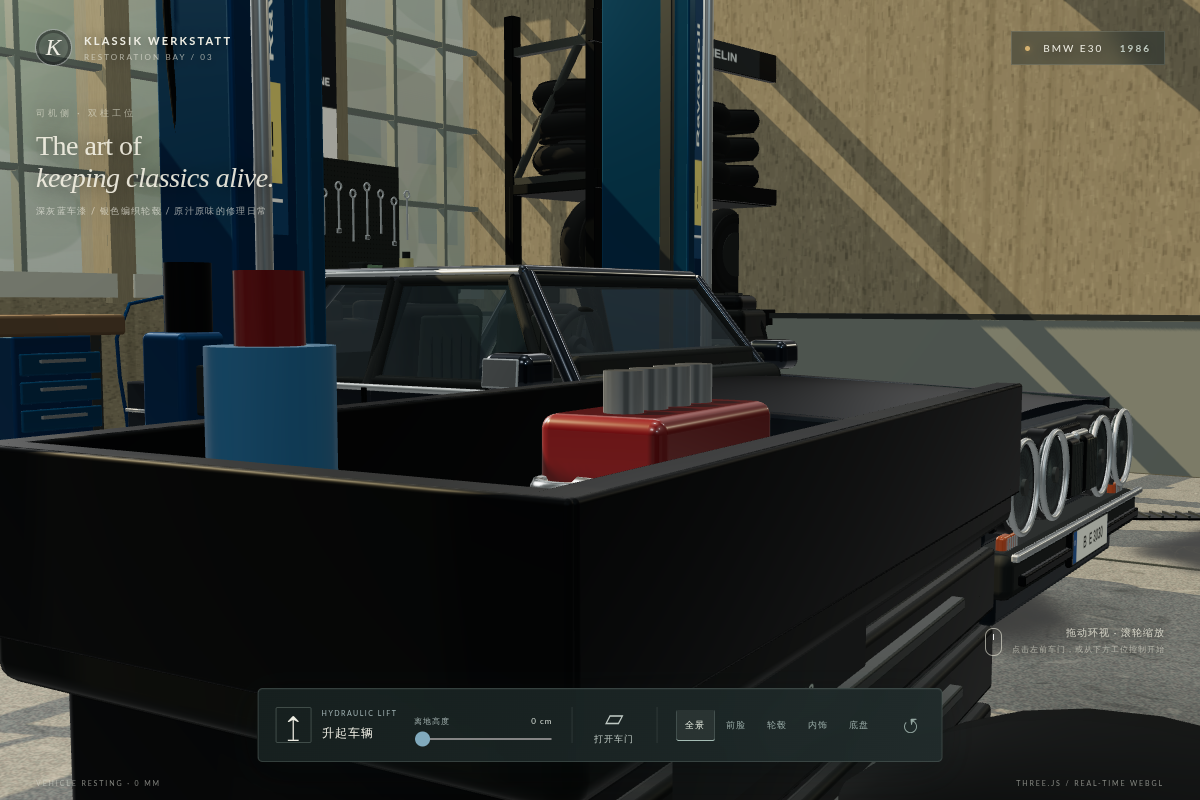 K
KLASSIK WERKSTATT
RESTORATION BAY / 03
BMW E30 1986
司机侧 · 双柱工位
The art of
keeping classics alive.
深灰蓝车漆 / 银色编织轮毂 / 原汁原味的修理日常
Ravaglioli
B E 3030
拖动环视 · 滚轮缩放
点击左前车门，或从下方工位控制开始
HYDRAULIC LIFT
升起车辆
离地高度
0 cm
打开车门
全景
前脸
轮毂
内饰
底盘
VEHICLE RESTING · 0 MM
THREE.JS / REAL-TIME WEBGL